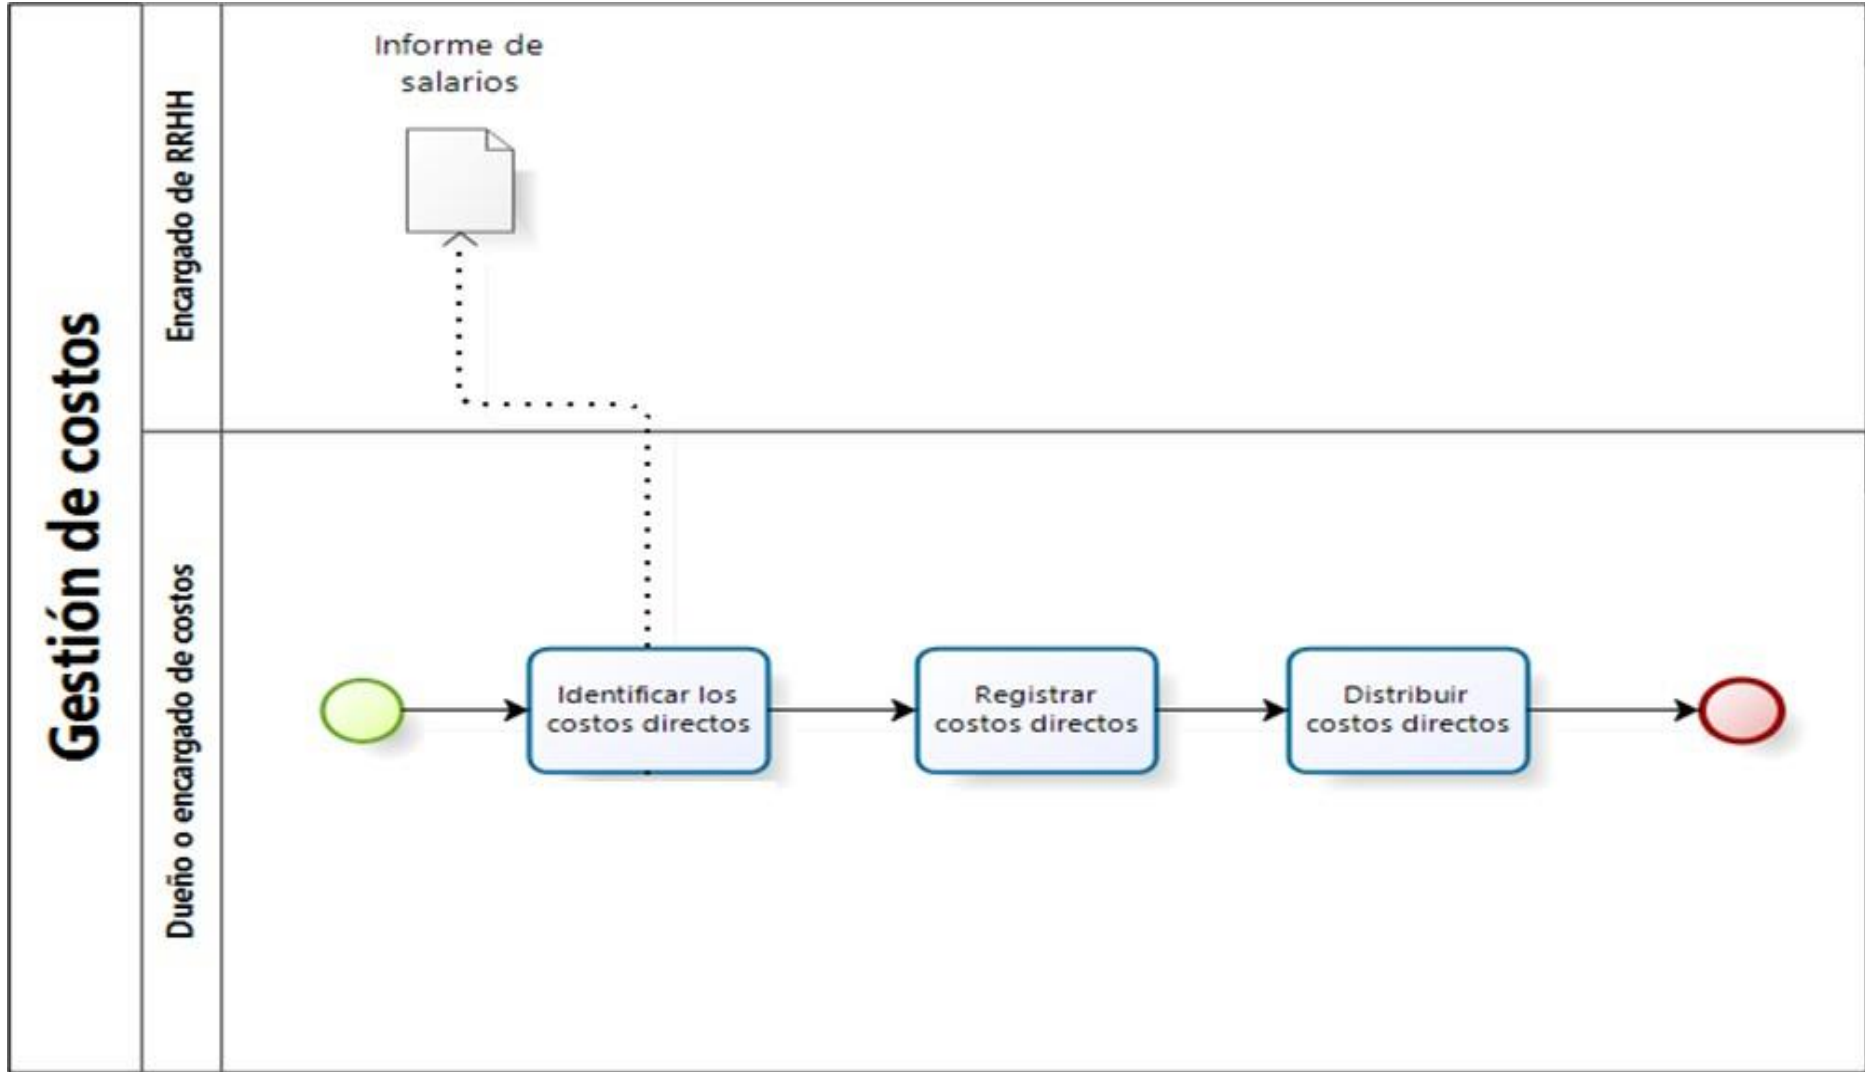 Gestión de costos
Encargado de RRHH
Informe de
salarios
Dueño o encargado de costos
Identificar los
costos directos
Registrar
costos directos
Distribuir
costos directos